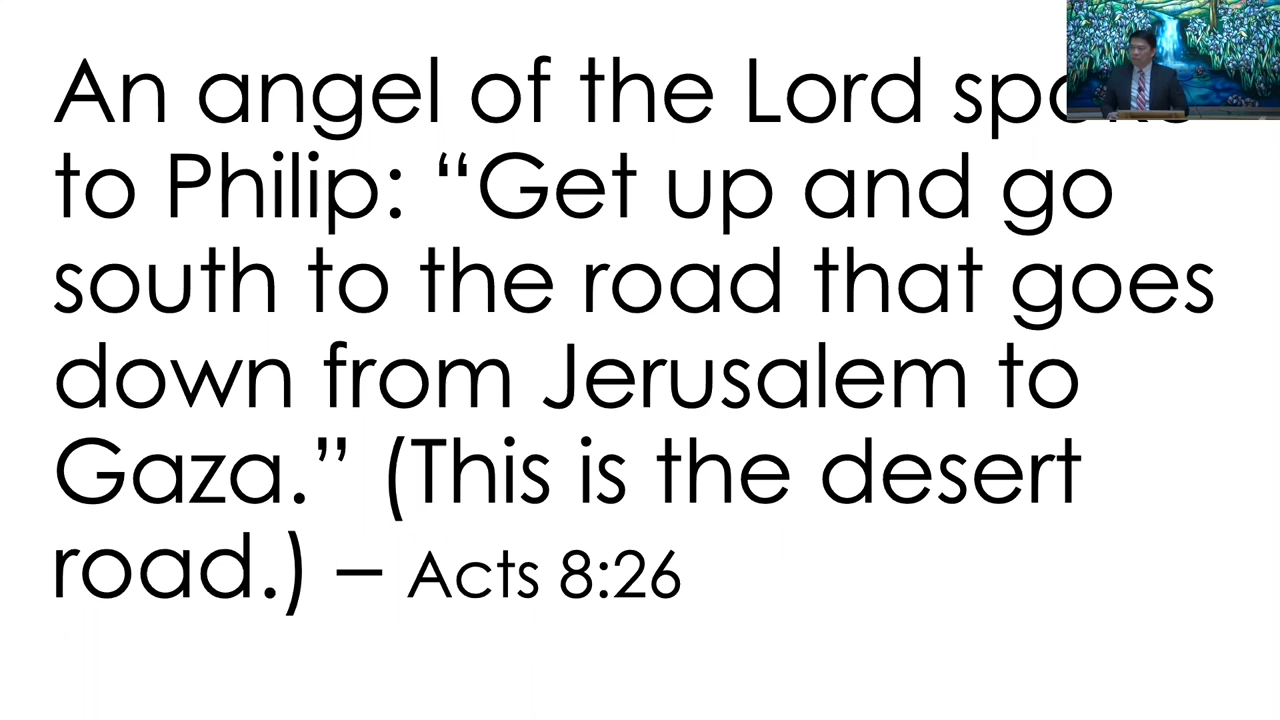 An angel of the Lord
to Philip: “Get up and go
south to the road that goes
down from Jerusalem to
Gaza.” (This is the desert
road.) – Acts 8:26